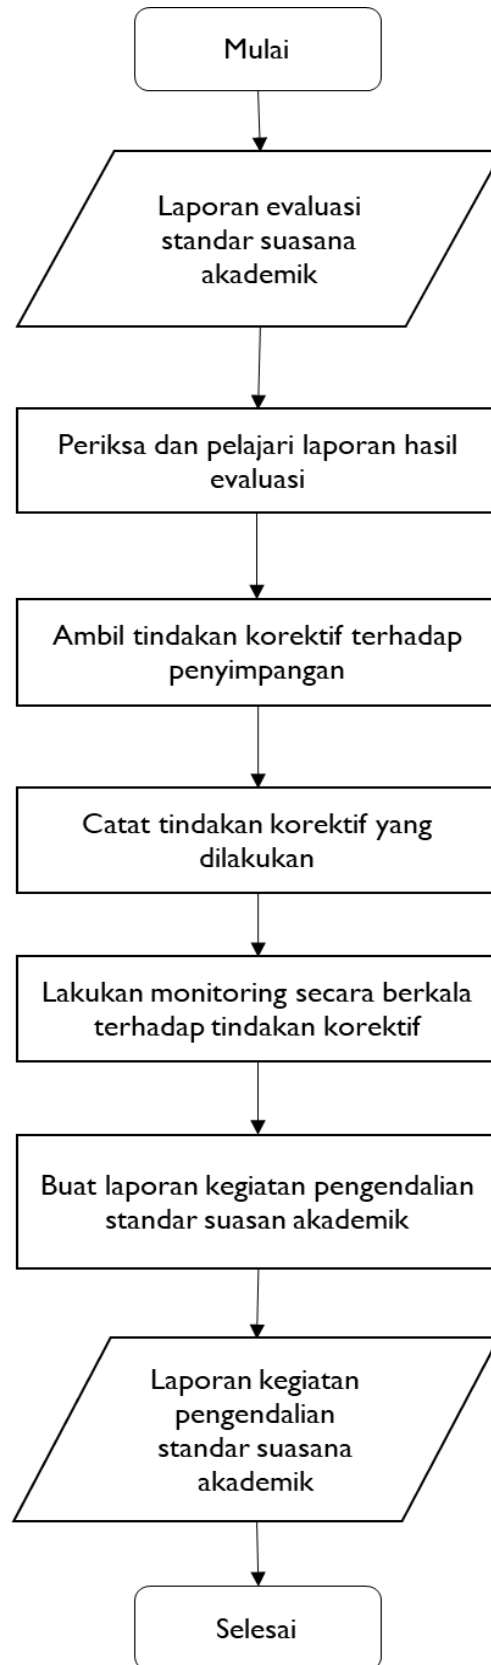 Mulai
Laporan evaluasi
standar suasana
akademik
Periksa dan pelajari laporan hasil
evaluasi
Ambil tindakan korektif terhadap
penyimpangan
Catat tindakan korektif yang
dilakukan
Lakukan monitoring secara berkala
terhadap tindakan korektif
Buat laporan kegiatan pengendalian
standar suasan akademik
Laporan kegiatan
pengendalian
standar suasana
akademik
Selesai